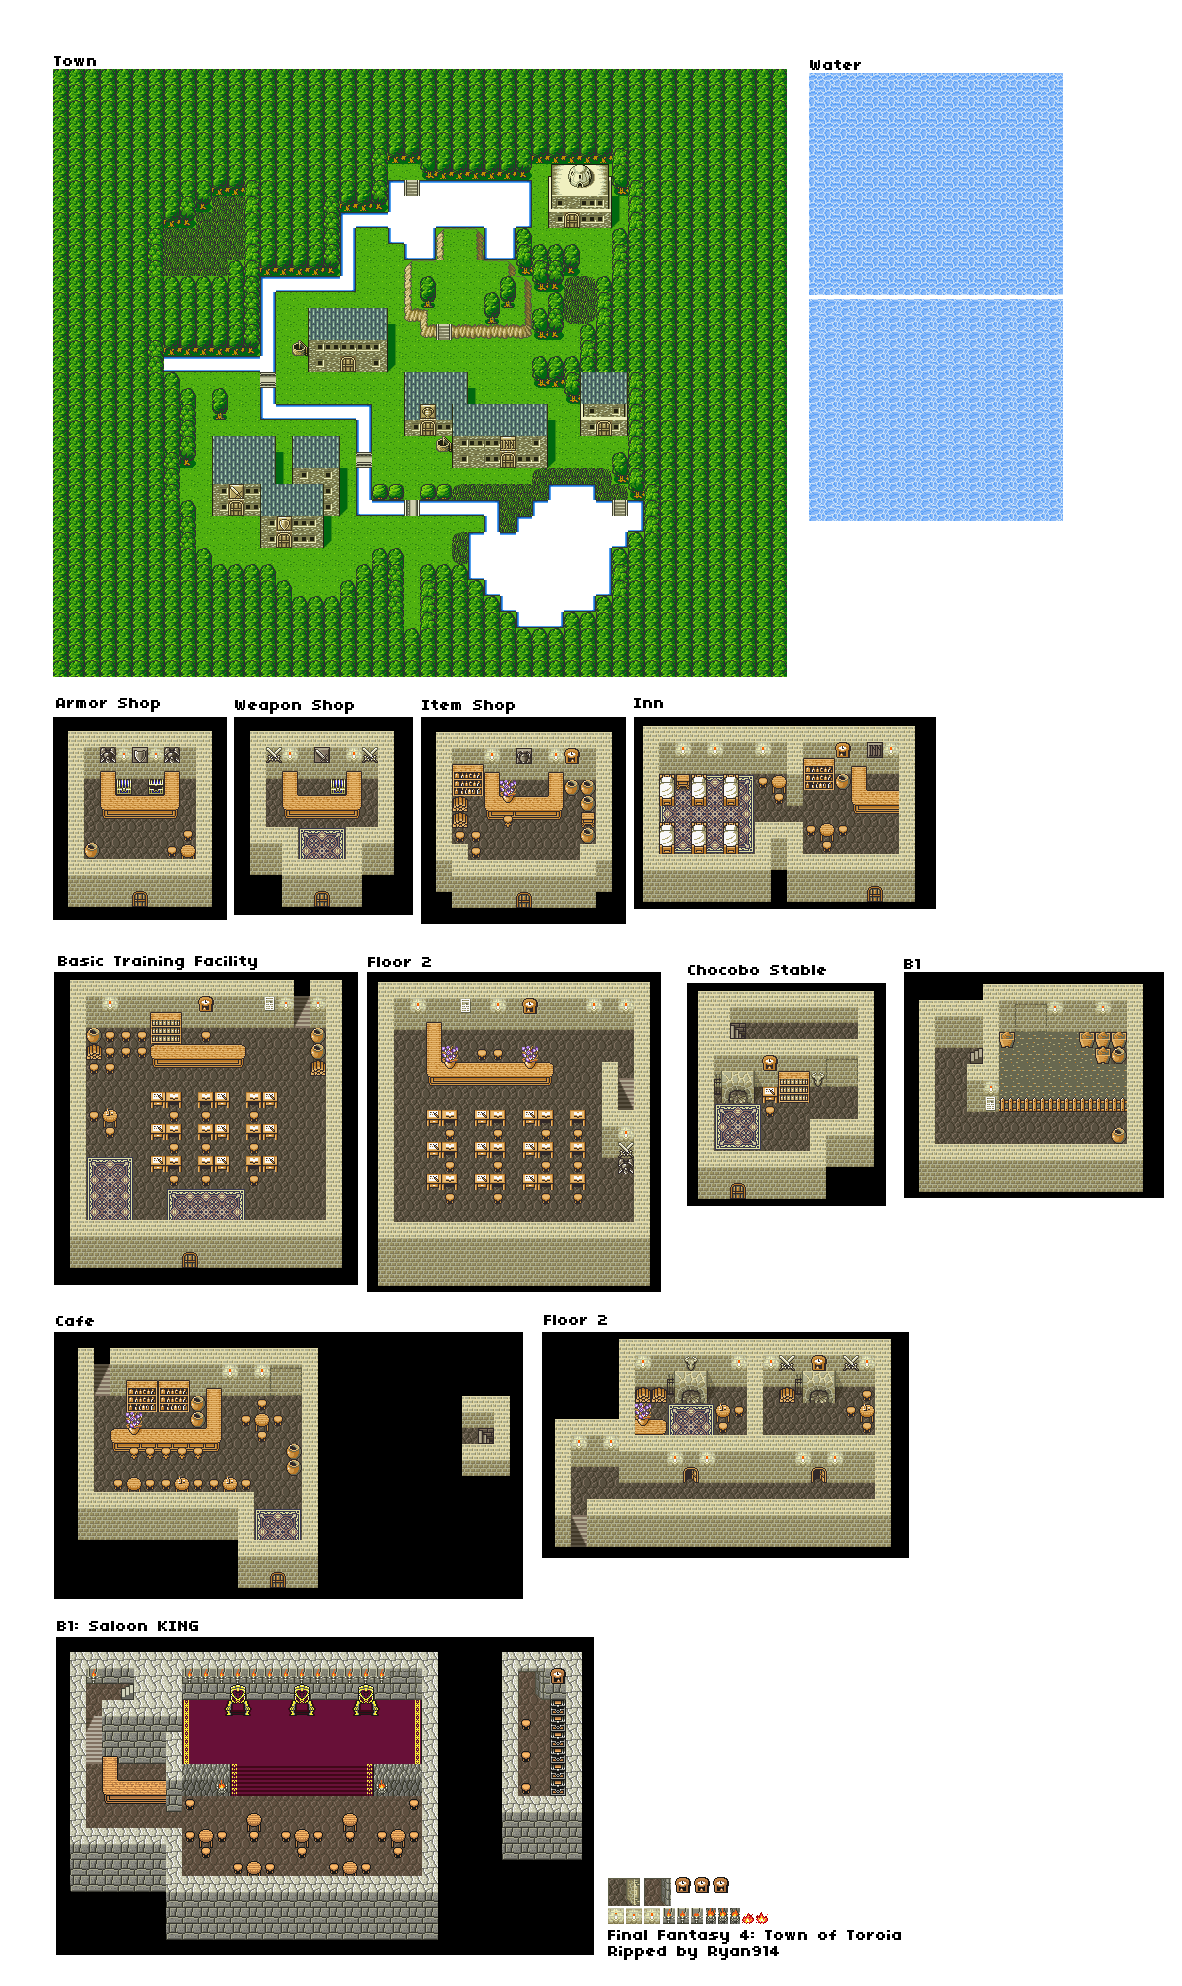 Town
Water
Armor Shop
Weapon Shop
Item Shop
Inn
Basic Training Facility
Floor 2
Chocobo Stable
B1
Cafe
Floor 2
B1: Saloon KING
Final Fantasy 4: Town of Toroia
Ripped by Ryan914